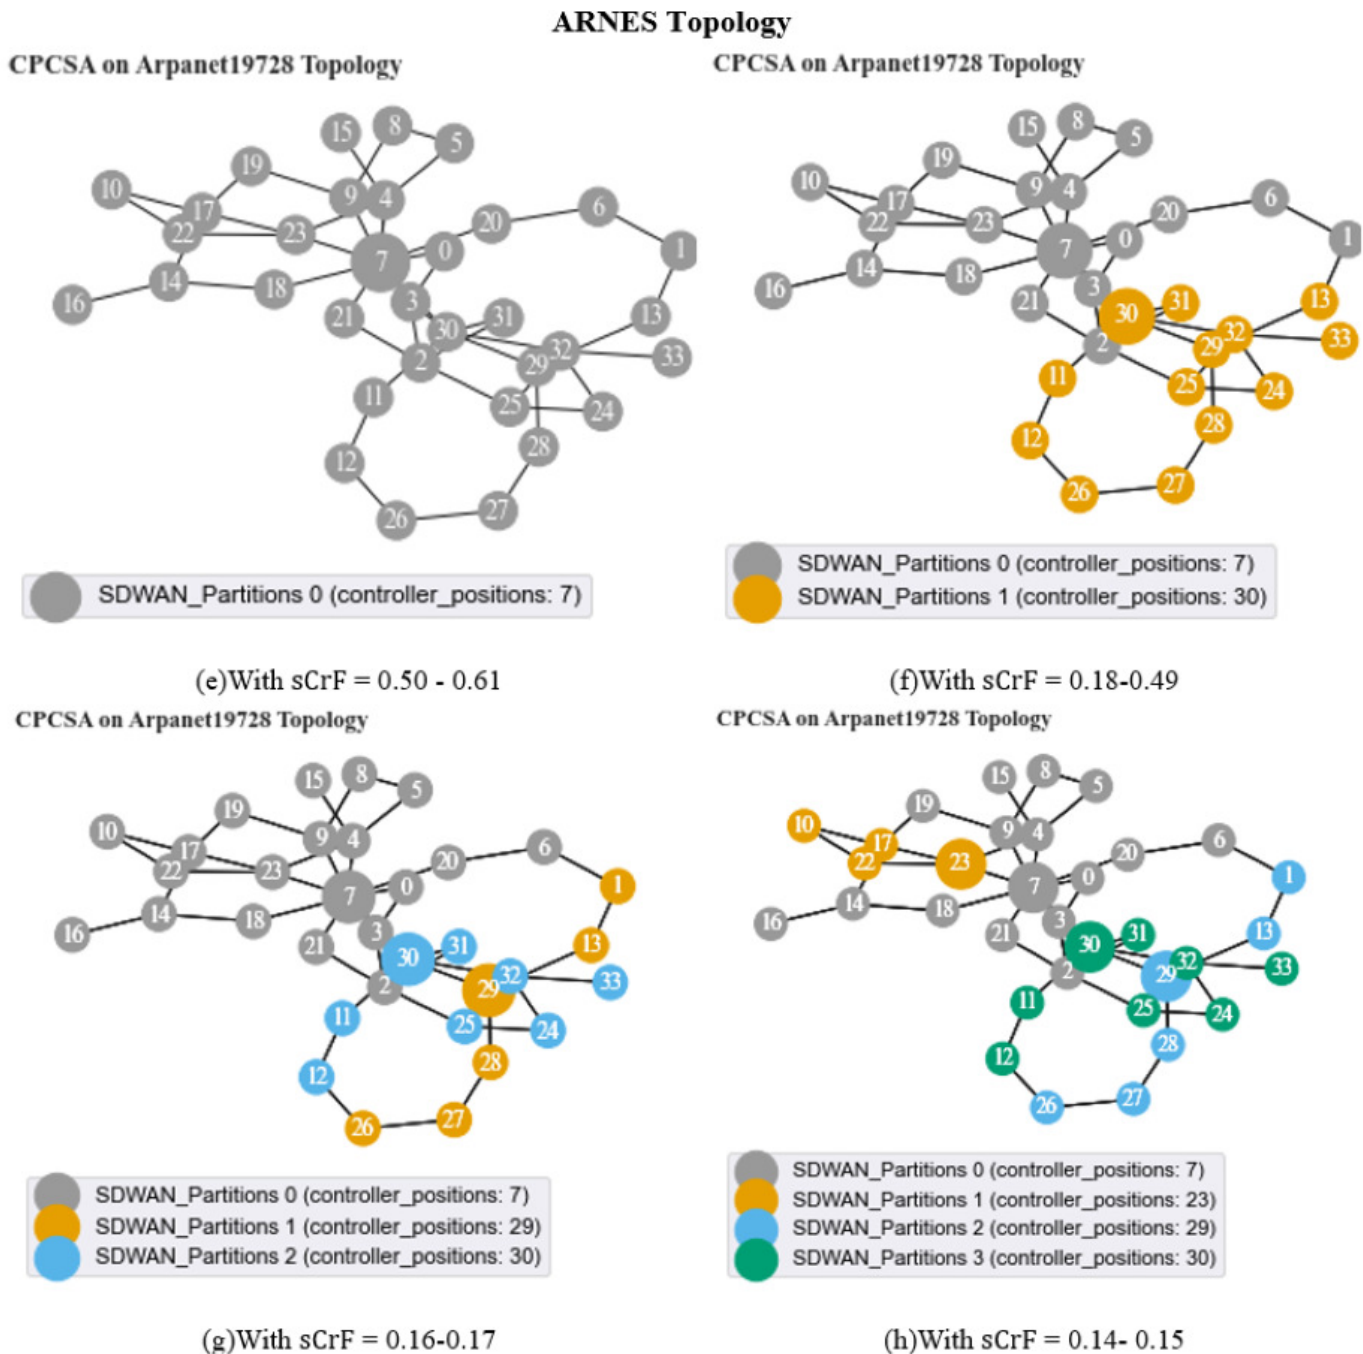 ARNES Topology
CPCSA on Arpanet19728 Topology
15 8 5
19
10 9 4
17 20 6
22 23 0 1
7
14 18
16 3
21 30 31 13
32 33
2 29
11 25 24
28
12
27
26
SDWAN_Partitions 0 (controller_positions: 7)
(e)With sCrF = 0.50 - 0.61
CPCSA on Arpanet19728 Topology
15 8 5
19
10 9 4
17 20 6
22 23 0 1
7
14 18
16 3
21 30 31 13
32 33
2 29
11 25 24
28
12
27
26
SDWAN_Partitions 0 (controller_positions: 7)
SDWAN_Partitions 1 (controller_positions: 30)
(f)With sCrF = 0.18-0.49
CPCSA on Arpanet19728 Topology
15 8 5
19
10 9 4
17 20 6
22 23 0 1
7
14 18
16 3
21 30 31 13
32 33
2 29
11 25 24
28
12
27
26
SDWAN_Partitions 0 (controller_positions: 7)
SDWAN_Partitions 1 (controller_positions: 29)
SDWAN_Partitions 2 (controller_positions: 30)
(g)With sCrF = 0.16-0.17
CPCSA on Arpanet19728 Topology
15 8 5
19
10 9 4
17 20 6
22 23 0 1
7
14 18
16 3
21 30 31 13
32 33
2 29
11 25 24
28
12
27
26
SDWAN_Partitions 0 (controller_positions: 7)
SDWAN_Partitions 1 (controller_positions: 23)
SDWAN_Partitions 2 (controller_positions: 29)
SDWAN_Partitions 3 (controller_positions: 30)
(h)With sCrF = 0.14- 0.15